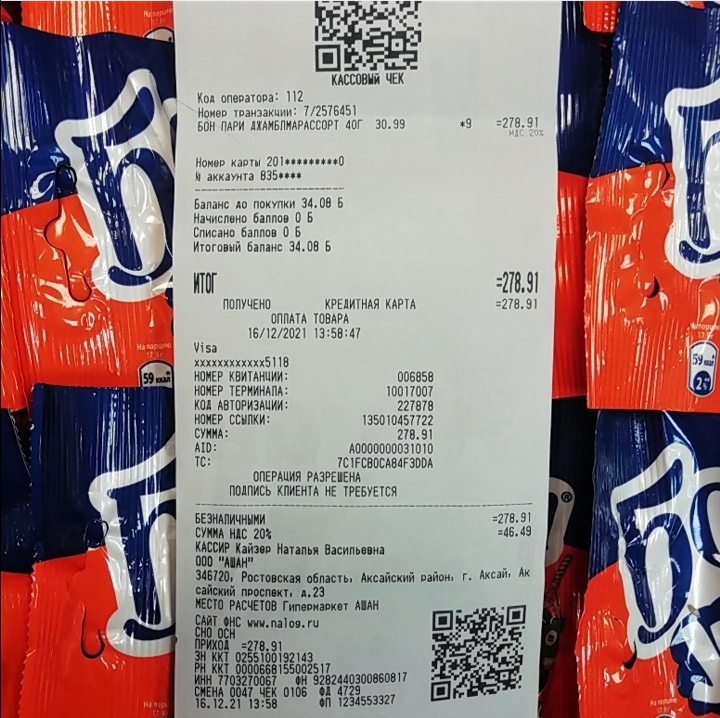 КАССОВЫЙ ЧЕК
Код оператора: 112
Номер транзакции: 7/2576451
БОН ПАРИ ДЖАМБЛМАРАССОРТ 40Г 30.99 *9 =278.91
НДС 20%
Номер карты 201*********0
№ аккаунта 835****
Баланс до покупки 34.08 Б
Начислено баллов 0 Б
Списано баллов 0 Б
Итоговый баланс 34.08 Б
ИТОГ =278.91
ПОЛУЧЕНО КРЕДИТНАЯ КАРТА =278.91
ОПЛАТА ТОВАРА
16/12/2021 13:58:47
Visa
xxxxxxxxxxxx5118
НОМЕР КВИТАНЦИИ: 006858
НОМЕР ТЕРМИНАЛА: 10017007
КОД АВТОРИЗАЦИИ: 227878
НОМЕР ССЫЛКИ: 135010457722
СУММА: 278.91
AID: A0000000031010
TC: 7C1FCB0CA84F3DDA
ОПЕРАЦИЯ РАЗРЕШЕНА
ПОДПИСЬ КЛИЕНТА НЕ ТРЕБУЕТСЯ
БЕЗНАЛИЧНЫМИ =278.91
СУММА НДС 20% =46.49
КАССИР Кайзер Наталья Васильевна
ООО "АШАН"
346720, Ростовская область, Аксайский район, г. Аксай, Ак
сайский проспект, д.23
МЕСТО РАСЧЕТОВ Гипермаркет АШАН
САЙТ ФНС www.nalog.ru
СНО ОСН
ПРИХОД =278.91
ЗН ККТ 0255100192143
РН ККТ 0000668155002517
ИНН 7703270067 ФН 9282440300860817
СМЕНА 0047 ЧЕК 0106 ФД 4729
16.12.21 13:58 ФП 1234553327
59 ккал
59 ккал
2%